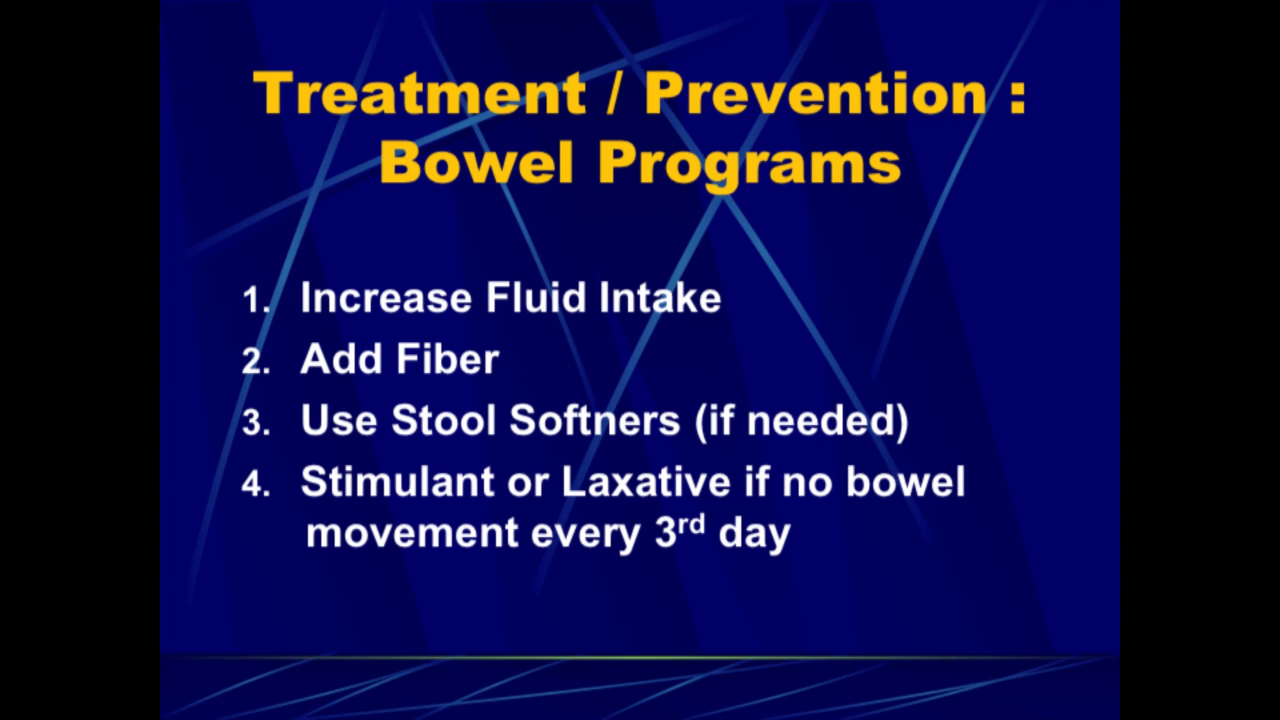 Treatment / Prevention :
Bowel Programs
1. Increase Fluid Intake
2. Add Fiber
3. Use Stool Softners (if needed)
4. Stimulant or Laxative if no bowel
movement every 3rd day